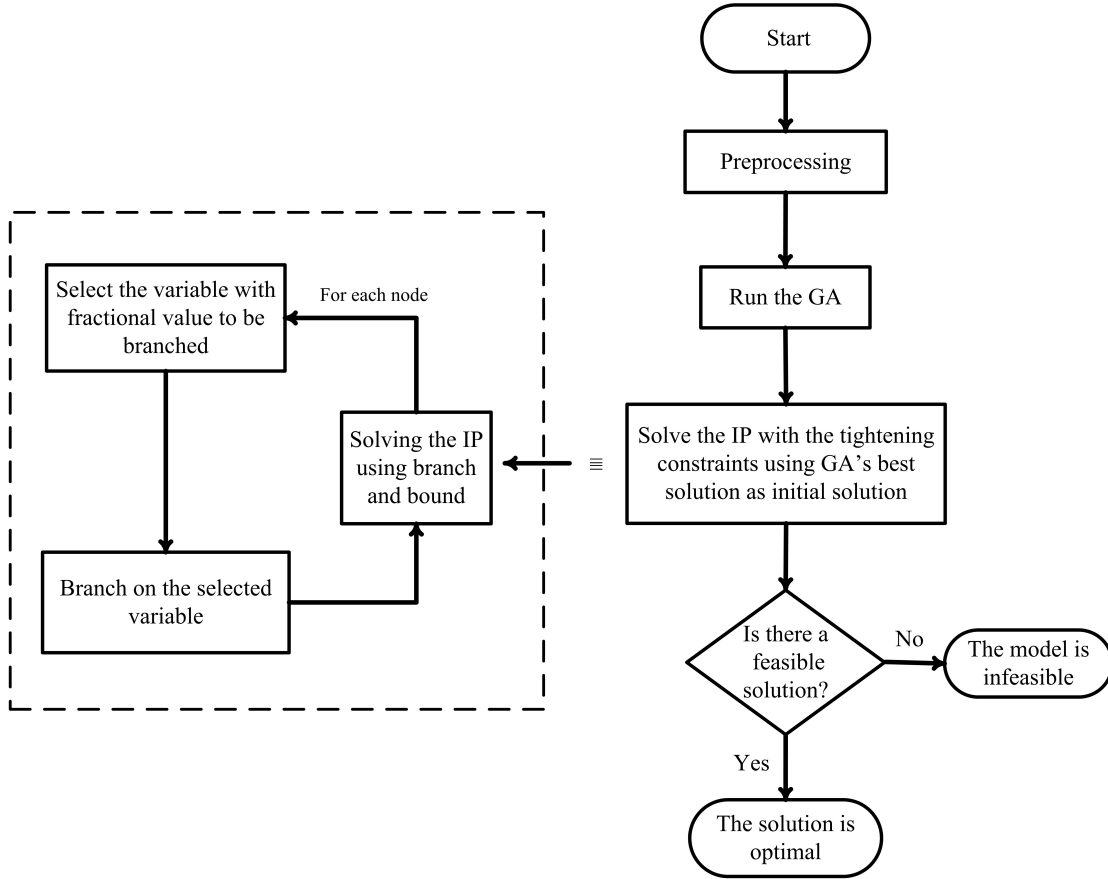 Start
Preprocessing
Run the GA
Solve the IP with the tightening
constraints using GA’s best
solution as initial solution
≡
Solving the IP
using branch
and bound
For each node
Select the variable with
fractional value to be
branched
Branch on the selected
variable
Is there a
feasible
solution?
No
The model is
infeasible
Yes
The solution is
optimal